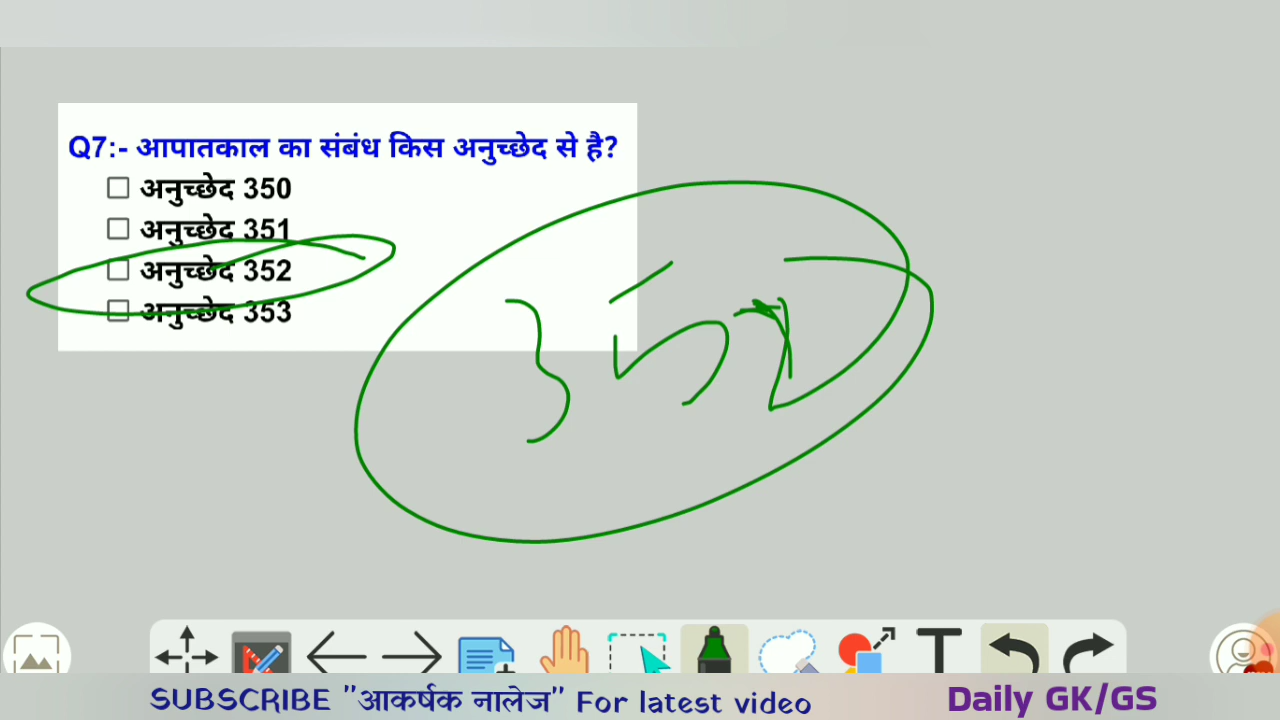 Q7:- आपातकाल का संबंध किस अनुच्छेद से है?
अनुच्छेद 350
अनुच्छेद 351
अनुच्छेद 352
अनुच्छेद 353
352
T
SUBSCRIBE "आकर्षक नालेज" For latest video
Daily GK/GS